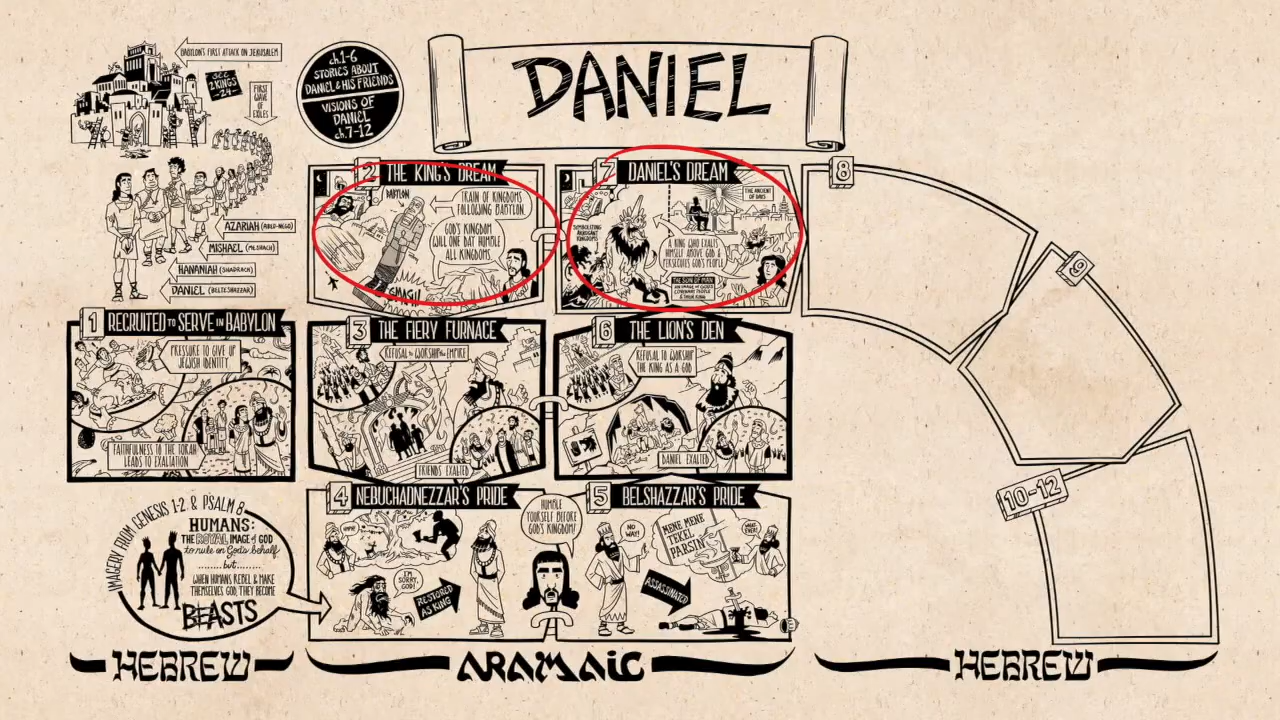 DANIEL
BABYLON'S FIRST ATTACK ON JERUSALEM
SEE
2 KINGS
-24-
FIRST
WAVE
OF
EXILES
ch.1-6
STORIES ABOUT
DANIEL & HIS FRIENDS
VISIONS OF
DANIEL
ch.7-12
AZARIAH (ABED-NEGO)
MISHAEL (MESHACH)
HANANIAH (SHADRACH)
DANIEL (BELTESHAZZAR)
1 RECRUITED TO SERVE IN BABYLON
PRESSURE TO GIVE UP
JEWISH IDENTITY
FAITHFULNESS TO THE TORAH
LEADS TO EXALTATION
2 THE KING'S DREAM
BABYLON
TRAIN OF KINGDOMS
FOLLOWING BABYLON
GOD'S KINGDOM
WILL ONE DAY HUMBLE
ALL KINGDOMS
SMASH!
7 DANIEL'S DREAM
THE ANCIENT
OF DAYS
SYMBOLIZING
ARROGANT
KINGDOMS
A KING WHO EXALTS
HIMSELF ABOVE GOD &
PERSECUTES GOD'S PEOPLE
THE SON OF MAN
AN IMAGE OF GOD'S
COVENANT PEOPLE
& THEIR KING
3 THE FIERY FURNACE
REFUSAL TO WORSHIP THE EMPIRE
FRIENDS EXALTED
6 THE LION'S DEN
REFUSAL TO WORSHIP
THE KING AS A GOD
DANIEL EXALTED
4 NEBUCHADNEZZAR'S PRIDE
I'M
SORRY,
GOD!
RESTORED
AS KING
HUMBLE
YOURSELF BEFORE
GOD'S KINGDOM!
5 BELSHAZZAR'S PRIDE
NO
WAY!
MENE MENE
TEKEL
PARSIN
ASSASSINATED
IMAGERY FROM GENESIS 1-2 & PSALM 8
HUMANS:
THE ROYAL IMAGE OF GOD
to rule on God's behalf
........but........
WHEN HUMANS REBEL & MAKE
THEMSELVES GOD, THEY BECOME
BEASTS
8
9
10-12
HEBREW
ARAMAIC
HEBREW